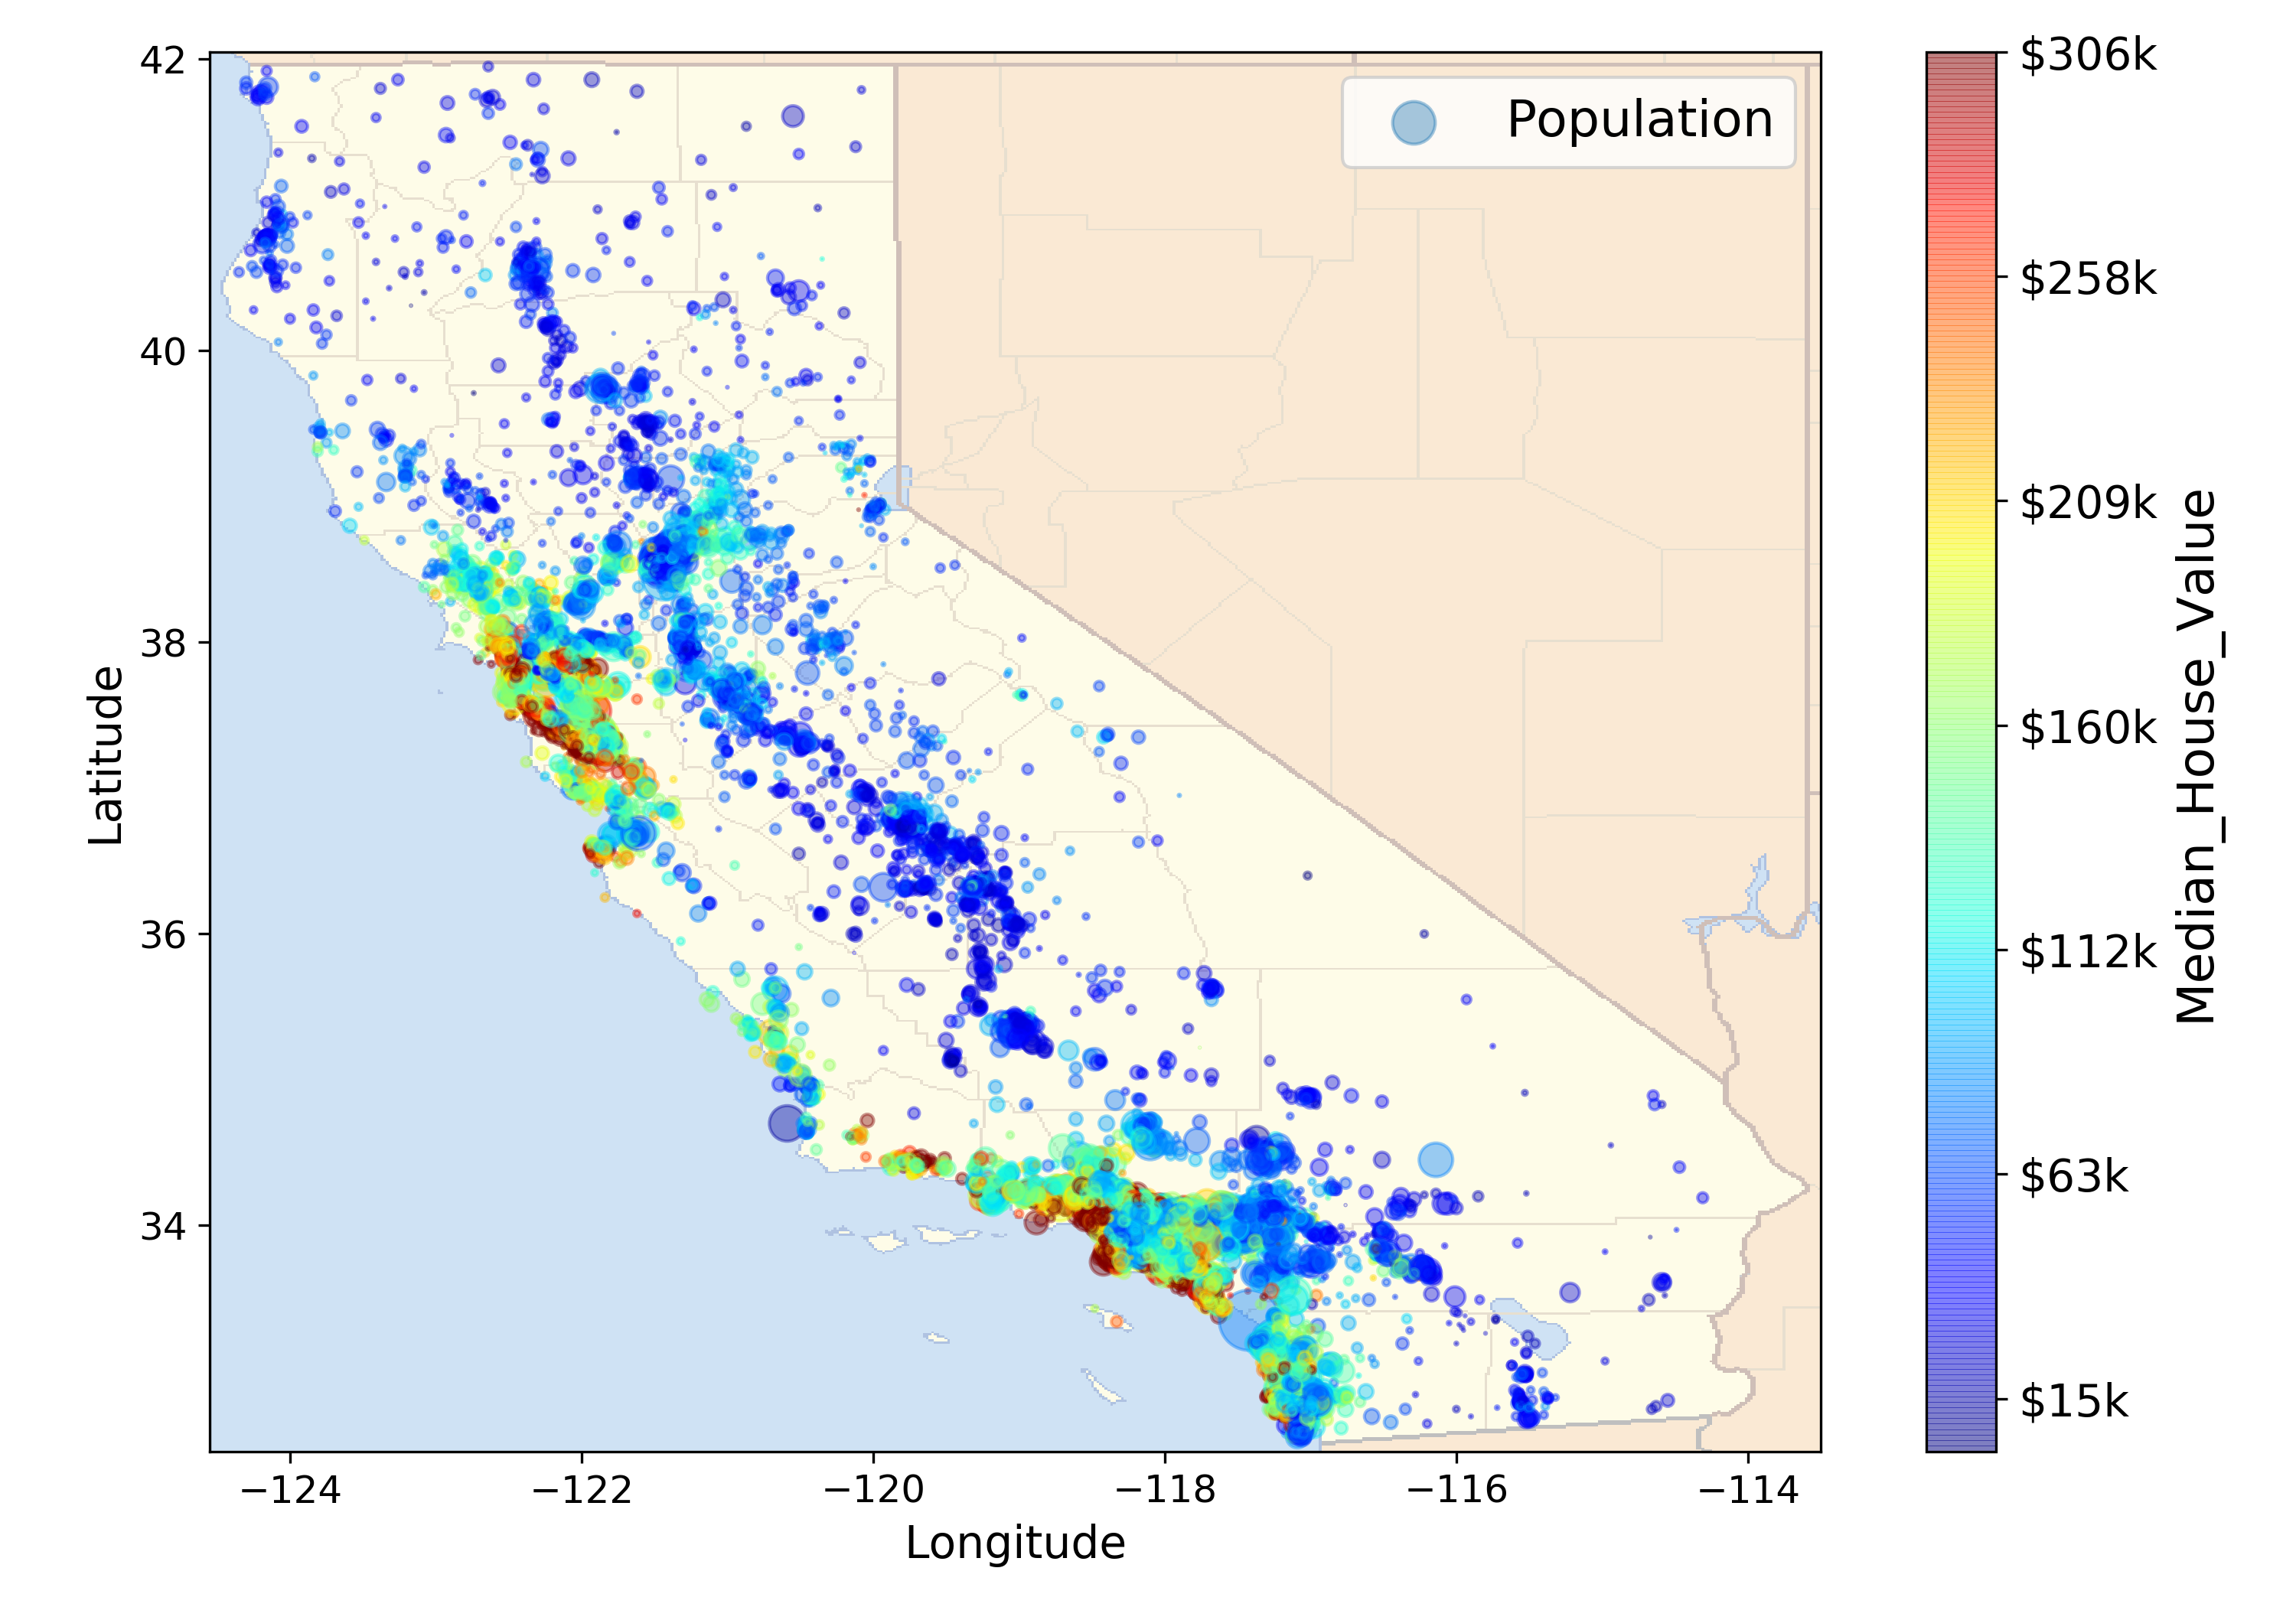 42
40
38
36
34
Latitude
−124
−122
−120
−118
−116
−114
Longitude
Population
$306k
$258k
$209k
$160k
$112k
$63k
$15k
Median_House_Value